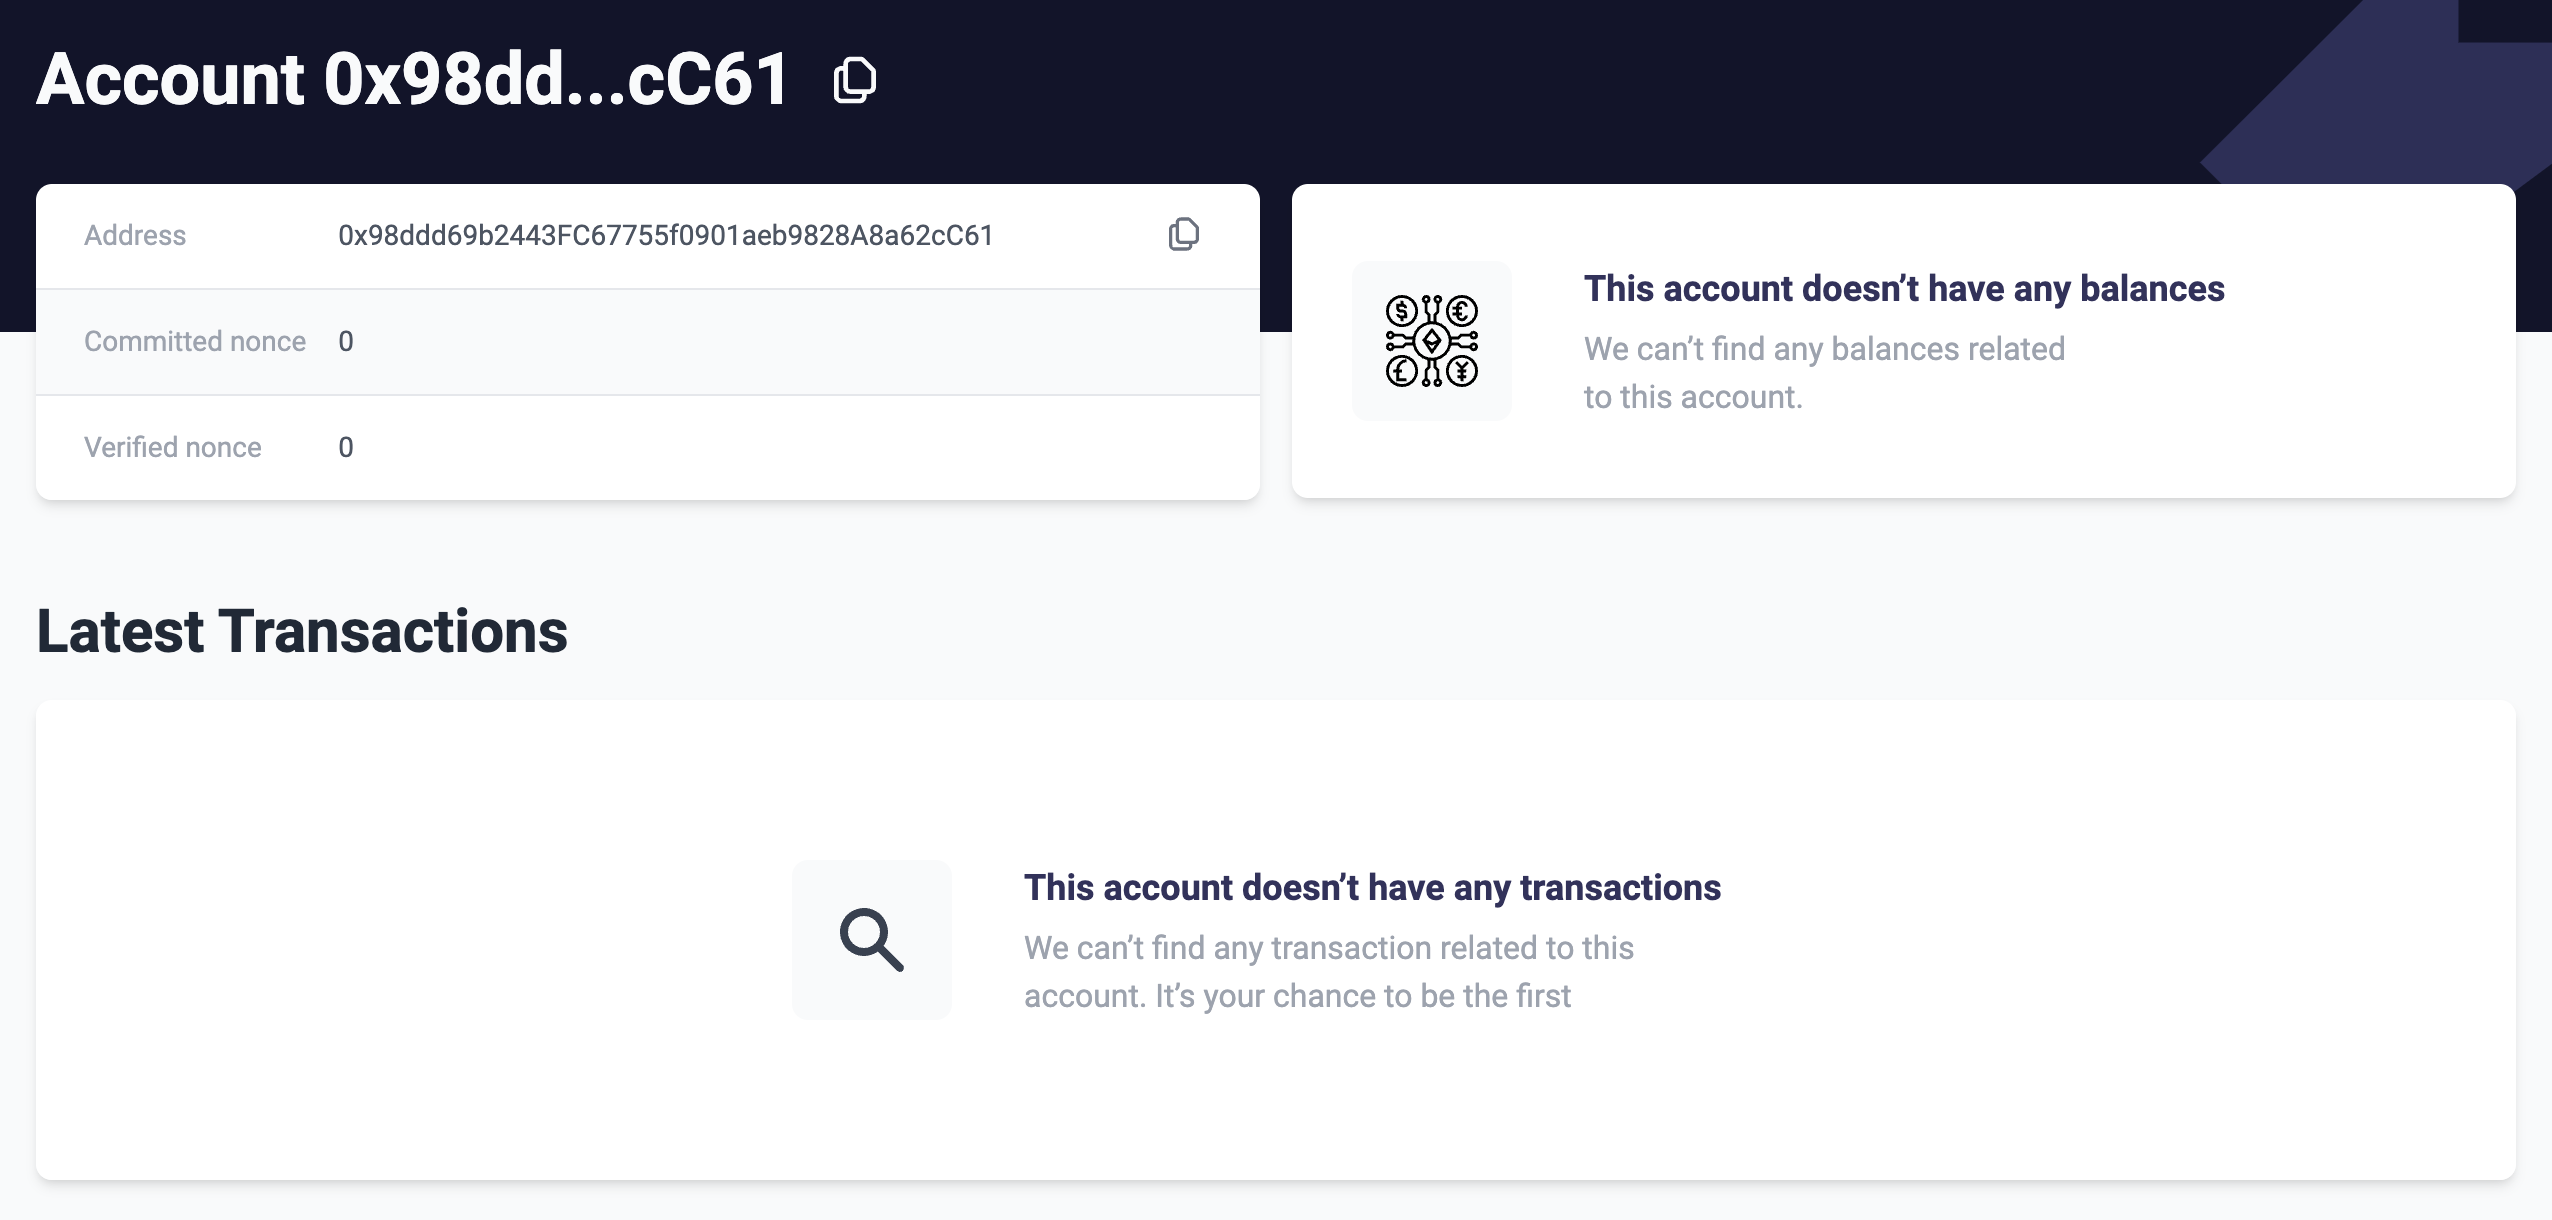 Account 0x98dd...cC61
Address 0x98ddd69b2443FC67755f0901aeb9828A8a62cC61
Committed nonce 0
Verified nonce 0
This account doesn’t have any balances
We can’t find any balances related
to this account.
Latest Transactions
This account doesn’t have any transactions
We can’t find any transaction related to this
account. It’s your chance to be the first